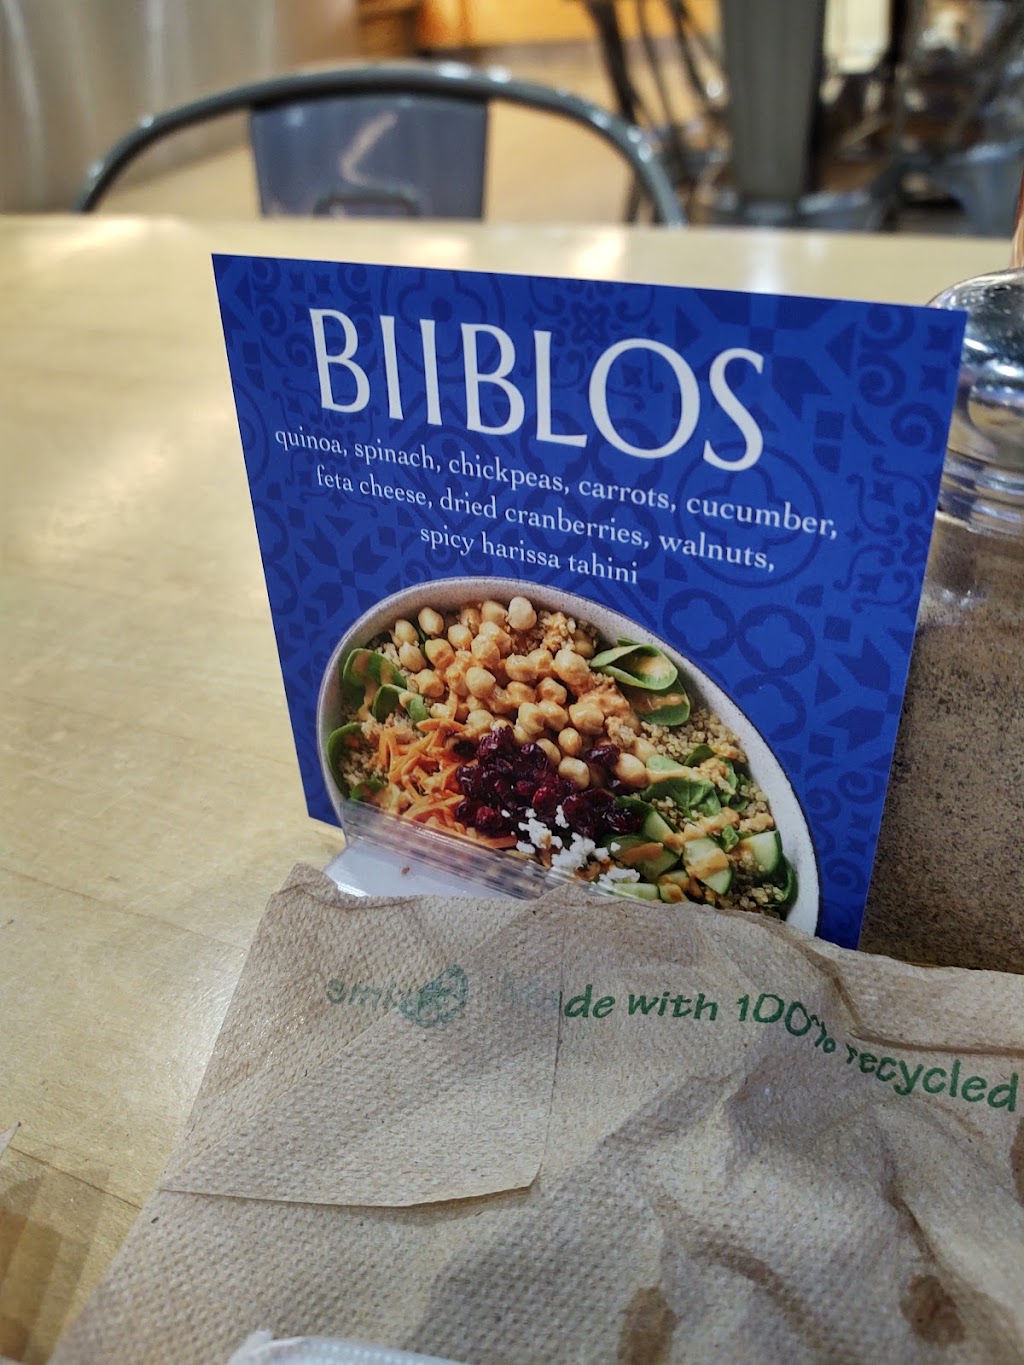 BIIBLOS
quinoa, spinach, chickpeas, carrots, cucumber,
feta cheese, dried cranberries, walnuts,
spicy harissa tahini
de with 100% recycled